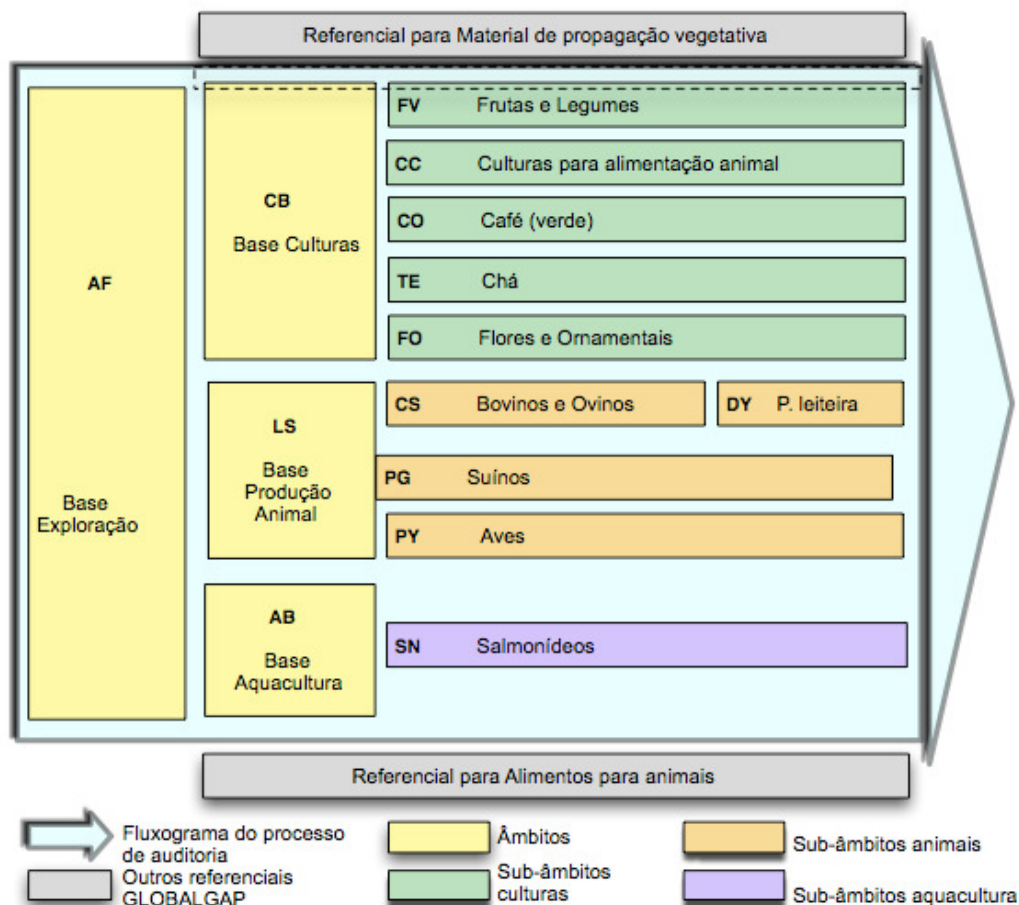 Referencial para Material de propagação vegetativa
AF
Base
Exploração
CB
Base Culturas
FV Frutas e Legumes
CC Culturas para alimentação animal
CO Café (verde)
TE Chá
FO Flores e Ornamentais
LS
Base
Produção
Animal
CS Bovinos e Ovinos
DY P. leiteira
PG Suínos
PY Aves
AB
Base
Aquacultura
SN Salmonídeos
Referencial para Alimentos para animais
Fluxograma do processo
de auditoria
Outros referenciais
GLOBALGAP
Âmbitos
Sub-âmbitos
culturas
Sub-âmbitos animais
Sub-âmbitos aquacultura